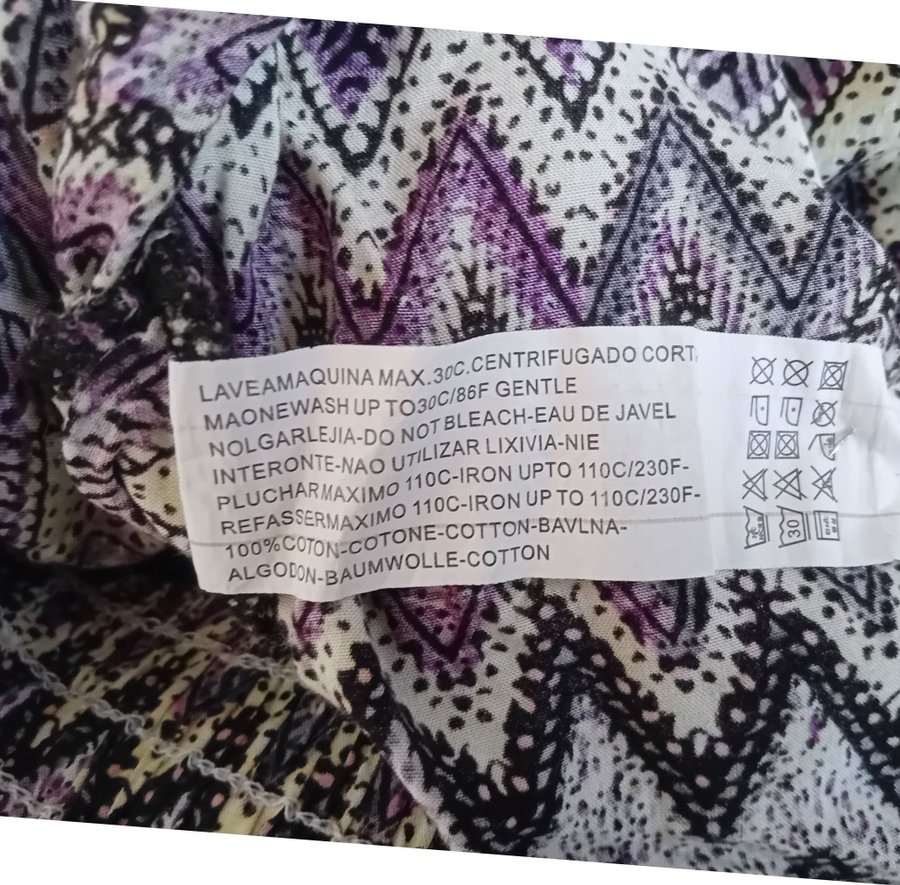 LAVEAMAQUINA MAX.30C.CENTRIFUGADO CORT
MAONEWASH UP TO30C/86F GENTLE
NOLGARLEJIA-DO NOT BLEACH-EAU DE JAVEL
INTERONTE-NAO UTILIZAR LIXIVIA-NIE
PLUCHARMAXIMO 110C-IRON UPTO 110C/230F-
REFASSERMAXIMO 110C-IRON UP TO 110C/230F-
100%COTON-COTONE-COTTON-BAVLNA-
ALGODON-BAUMWOLLE-COTTON
30